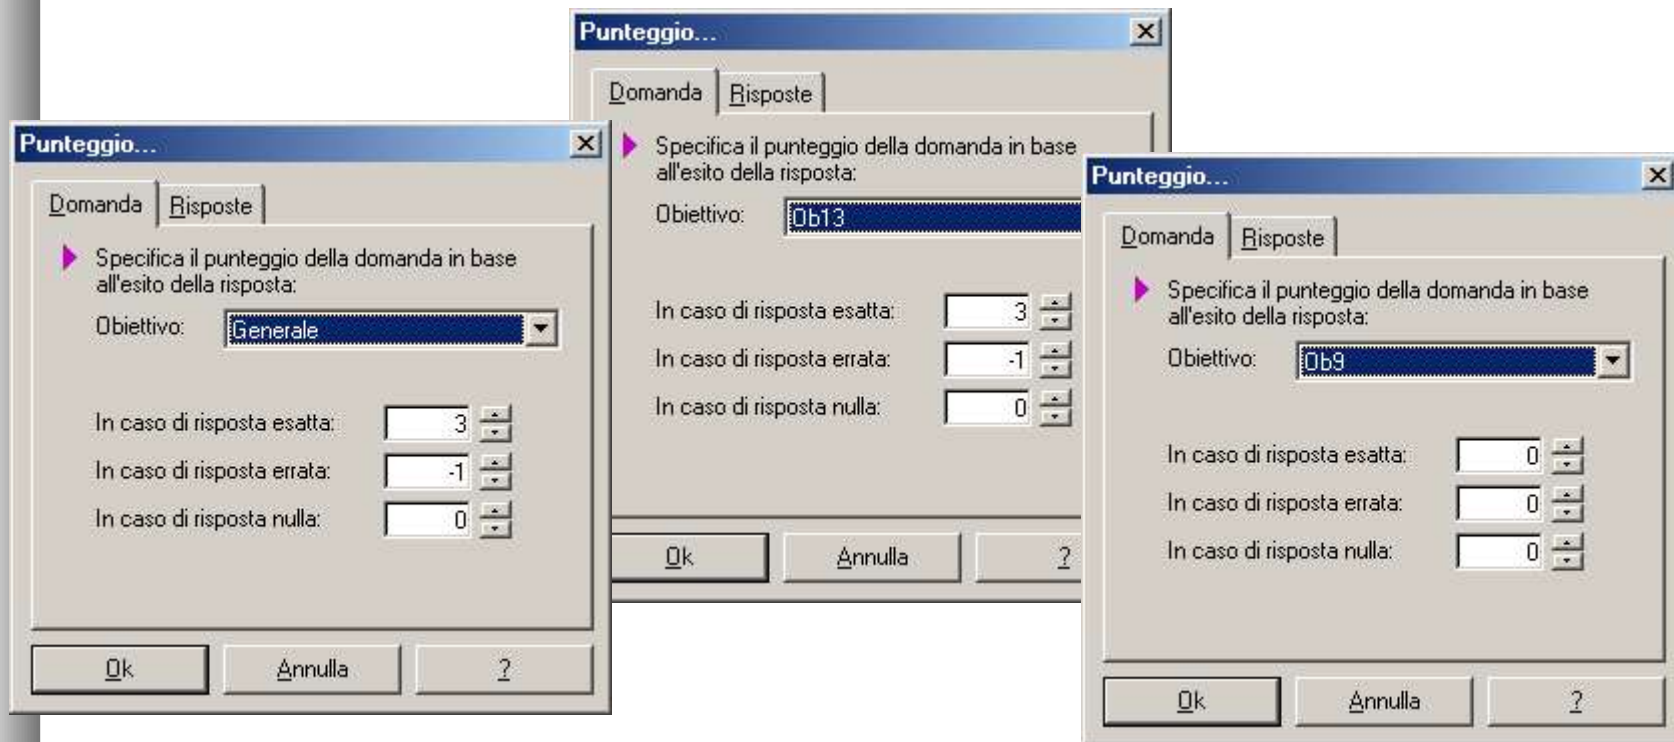 Punteggio...
Domanda Risposte
Specifica il punteggio della domanda in base
all'esito della risposta:
Obiettivo: Generale
In caso di risposta esatta: 3
In caso di risposta errata: -1
In caso di risposta nulla: 0
Ok Annulla ?
Punteggio...
Domanda Risposte
Specifica il punteggio della domanda in base
all'esito della risposta:
Obiettivo: Ob13
In caso di risposta esatta: 3
In caso di risposta errata: -1
In caso di risposta nulla: 0
Ok Annulla ?
Punteggio...
Domanda Risposte
Specifica il punteggio della domanda in base
all'esito della risposta:
Obiettivo: Ob9
In caso di risposta esatta: 0
In caso di risposta errata: 0
In caso di risposta nulla: 0
Ok Annulla ?